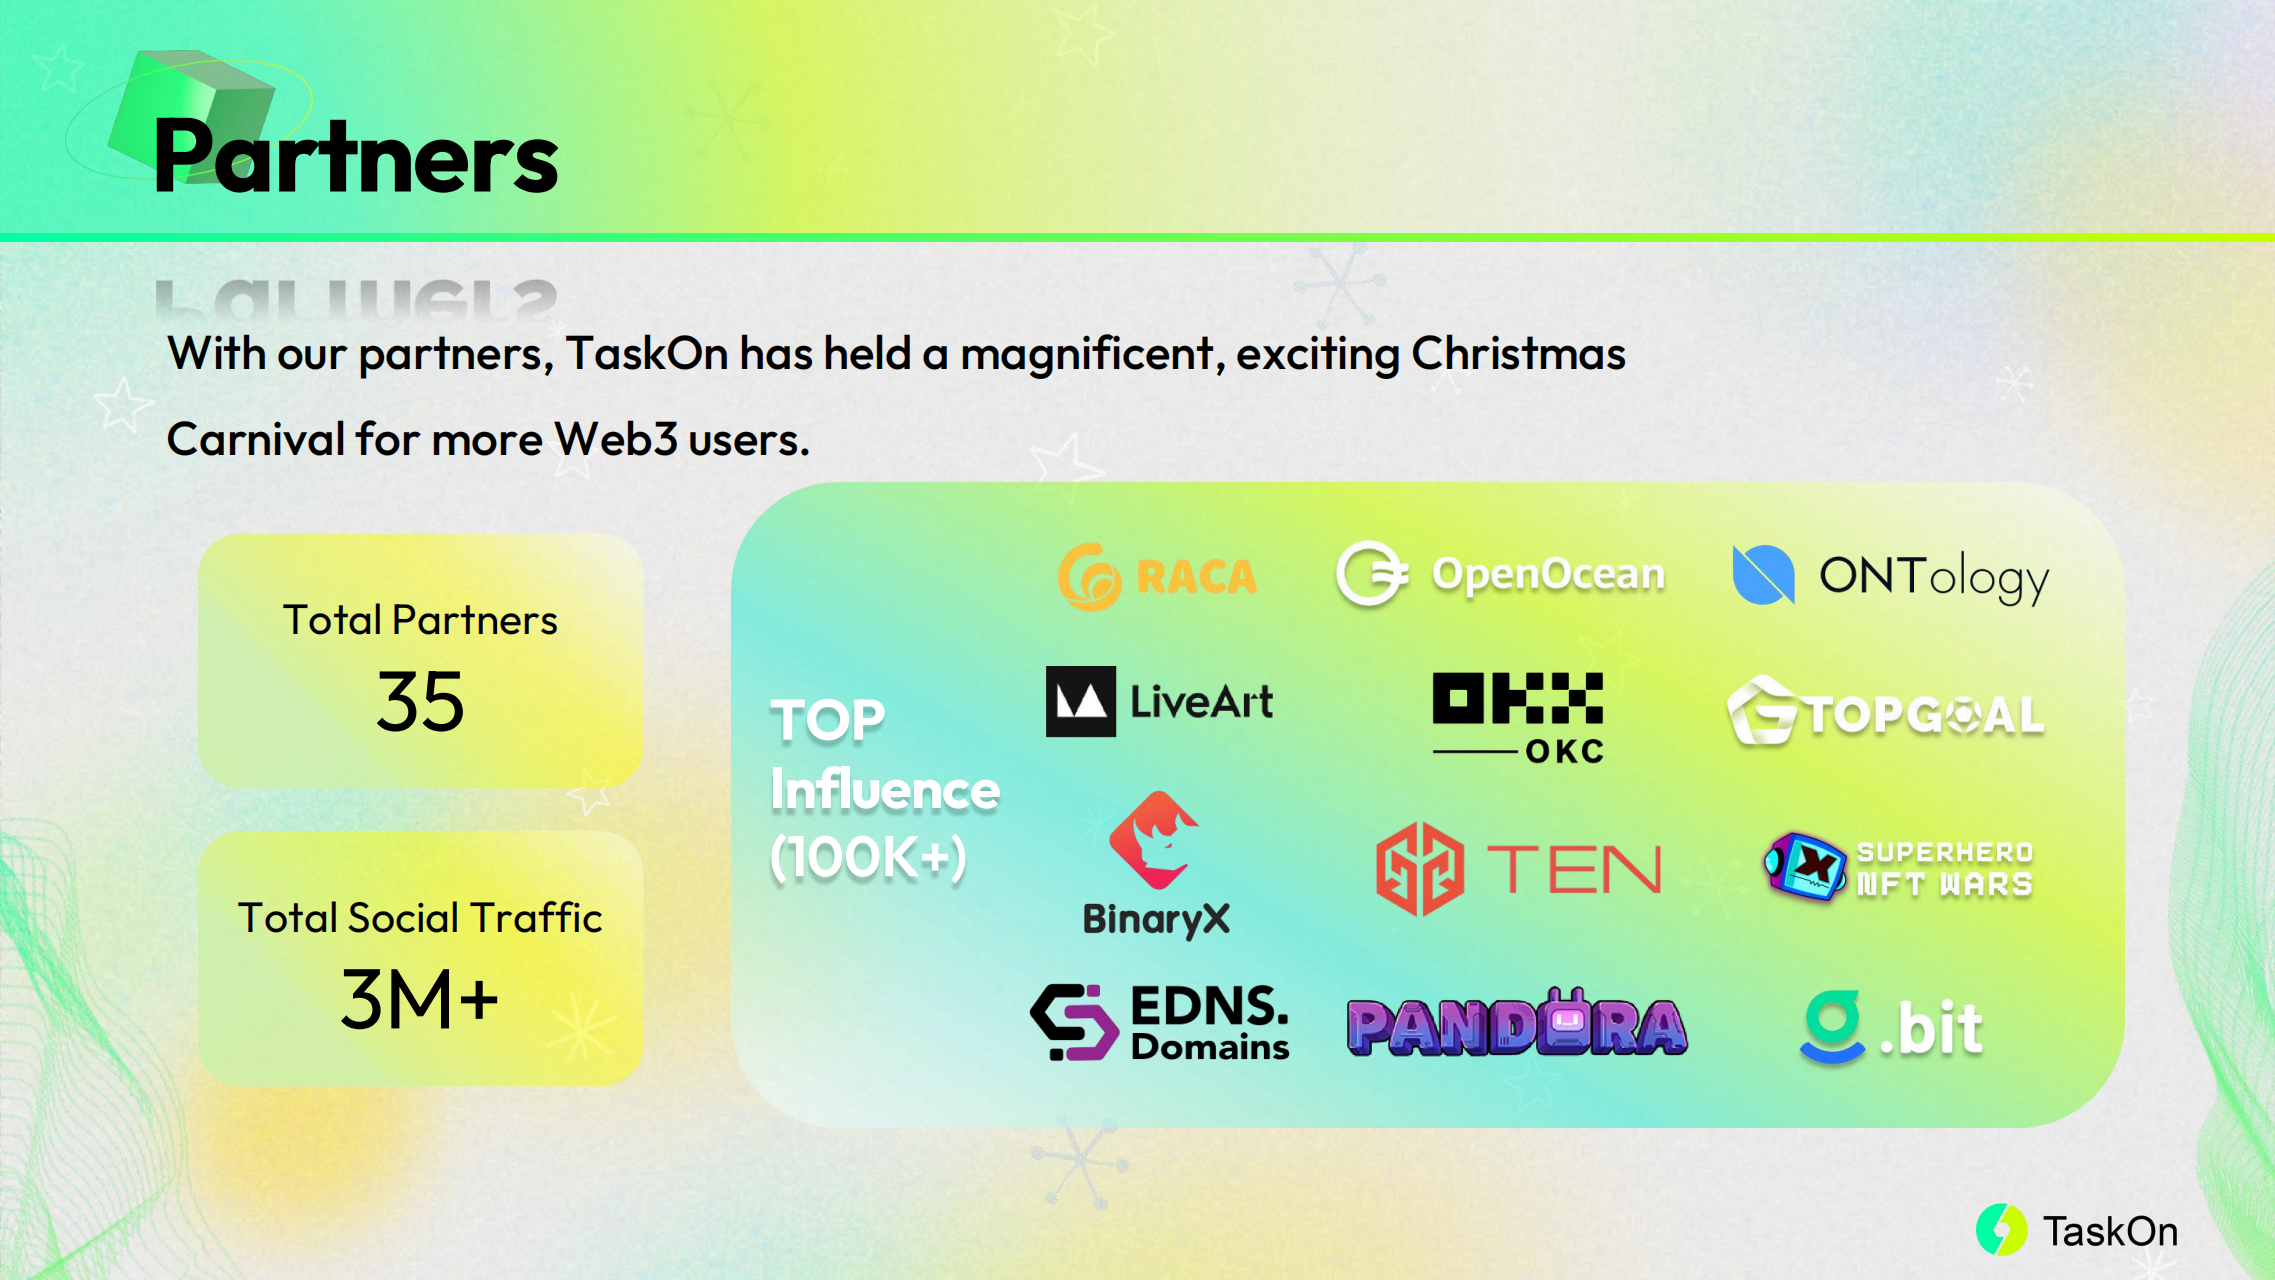 Partners
With our partners, TaskOn has held a magnificent, exciting Christmas
Carnival for more Web3 users.
Total Partners
35
Total Social Traffic
3M+
TOP
Influence
(100K+)
RACA
OpenOcean
ONTology
LiveArt
OKX
OKC
TOPGOAL
BinaryX
TEN
SUPERHERO
NFT WARS
EDNS.
Domains
PANDORA
.bit
TaskOn